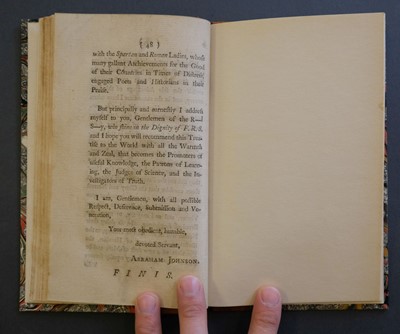 ( 48 )
with the Spartan and Roman Ladies, whose
many gallant Atchievements for the Good
of their Countries in Times of Distress,
engaged Poets and Historians in their
Praise.
But principally and earnestly I address
myself to you, Gentlemen of the R—l
S—y, who shine in the Dignity of F.R.S.
and I hope you will recommend this Trea-
tise to the World with all the Warmth
and Zeal, that becomes the Promoters of
useful Knowledge, the Patrons of Learn-
ing, the Judges of Science, and the In-
vestigators of Truth.
I am, Gentlemen, with all possible
Respect, Deference, Submission and Ve-
neration,
Your most obedient, humble,
devoted Servant,
ABRAHAM JOHNSON.
FINIS.